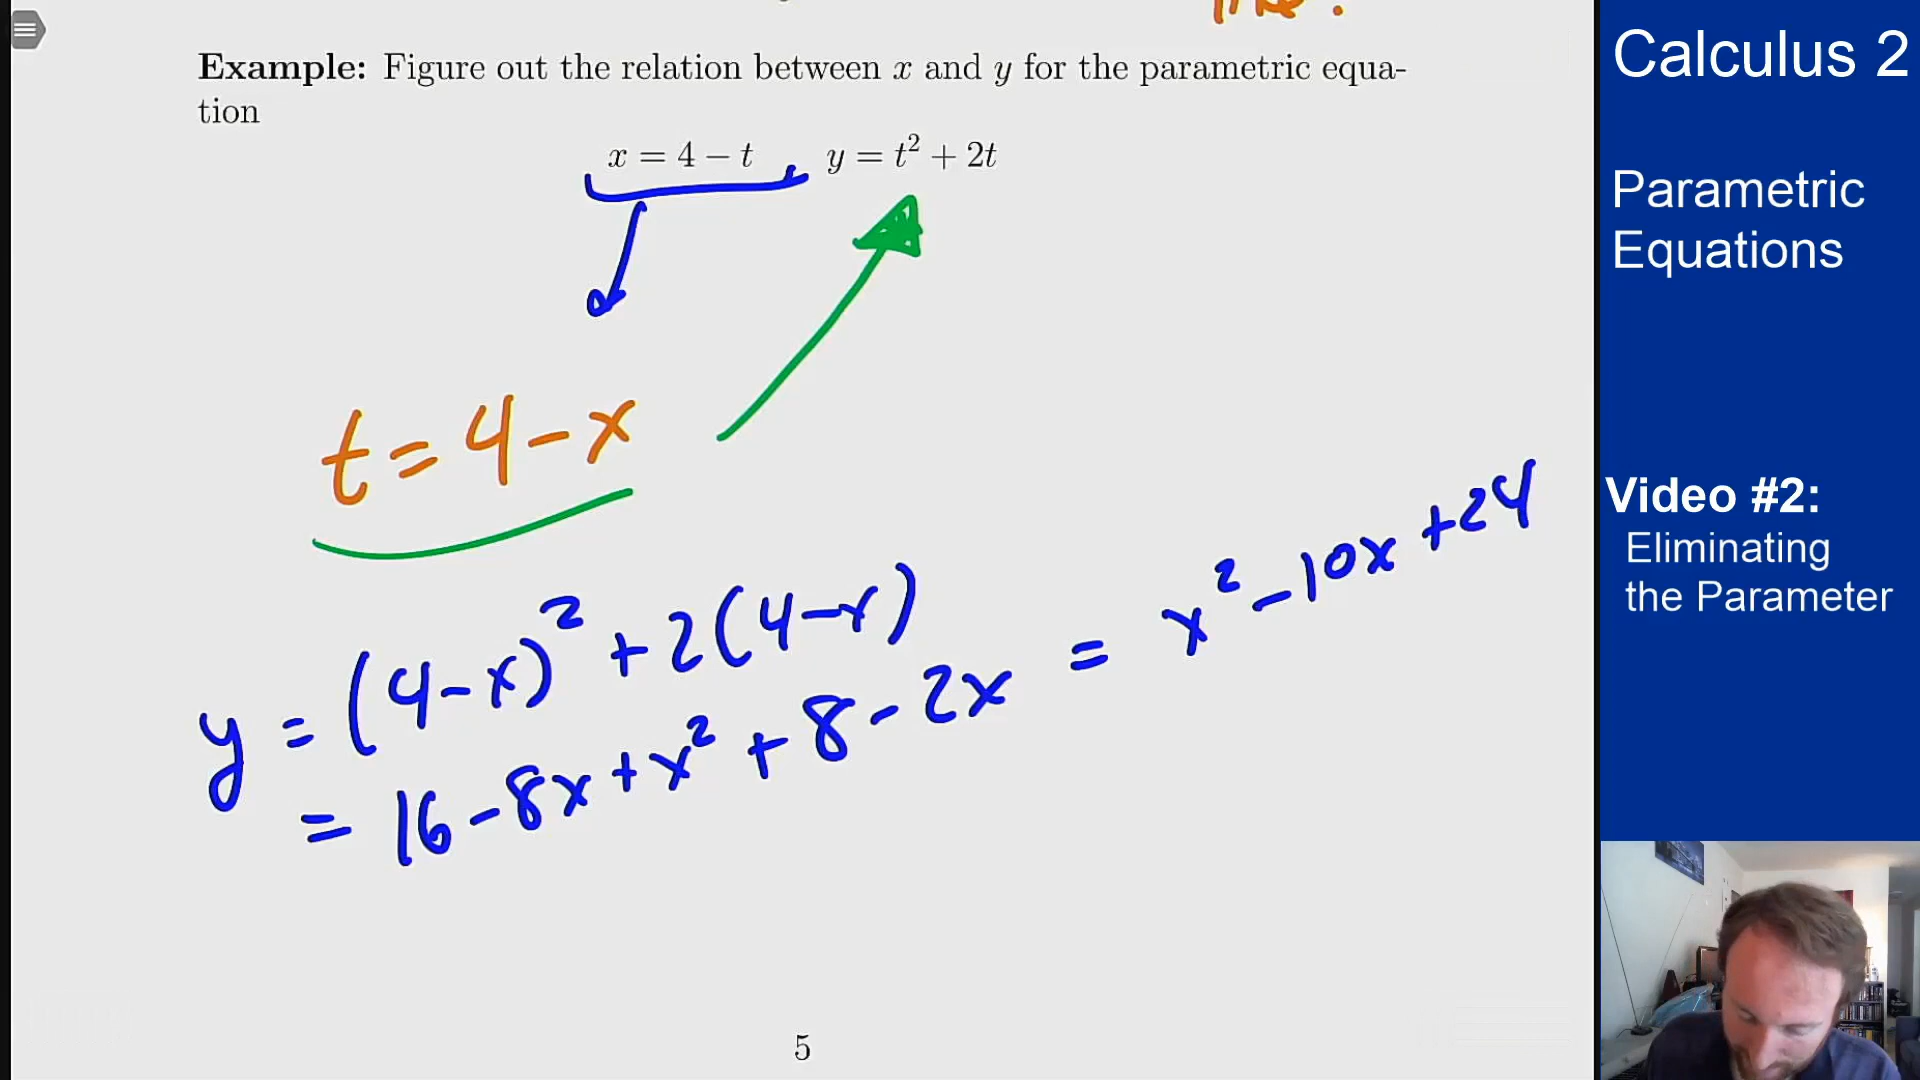 like.
Example: Figure out the relation between x and y for the parametric equa-
tion
x = 4 − t   y = t² + 2t
t = 4 − x
y = (4 − x)² + 2(4 − x)
= 16 − 8x + x² + 8 − 2x = x² − 10x + 24
5
Calculus 2
Parametric
Equations
Video #2:
Eliminating
the Parameter